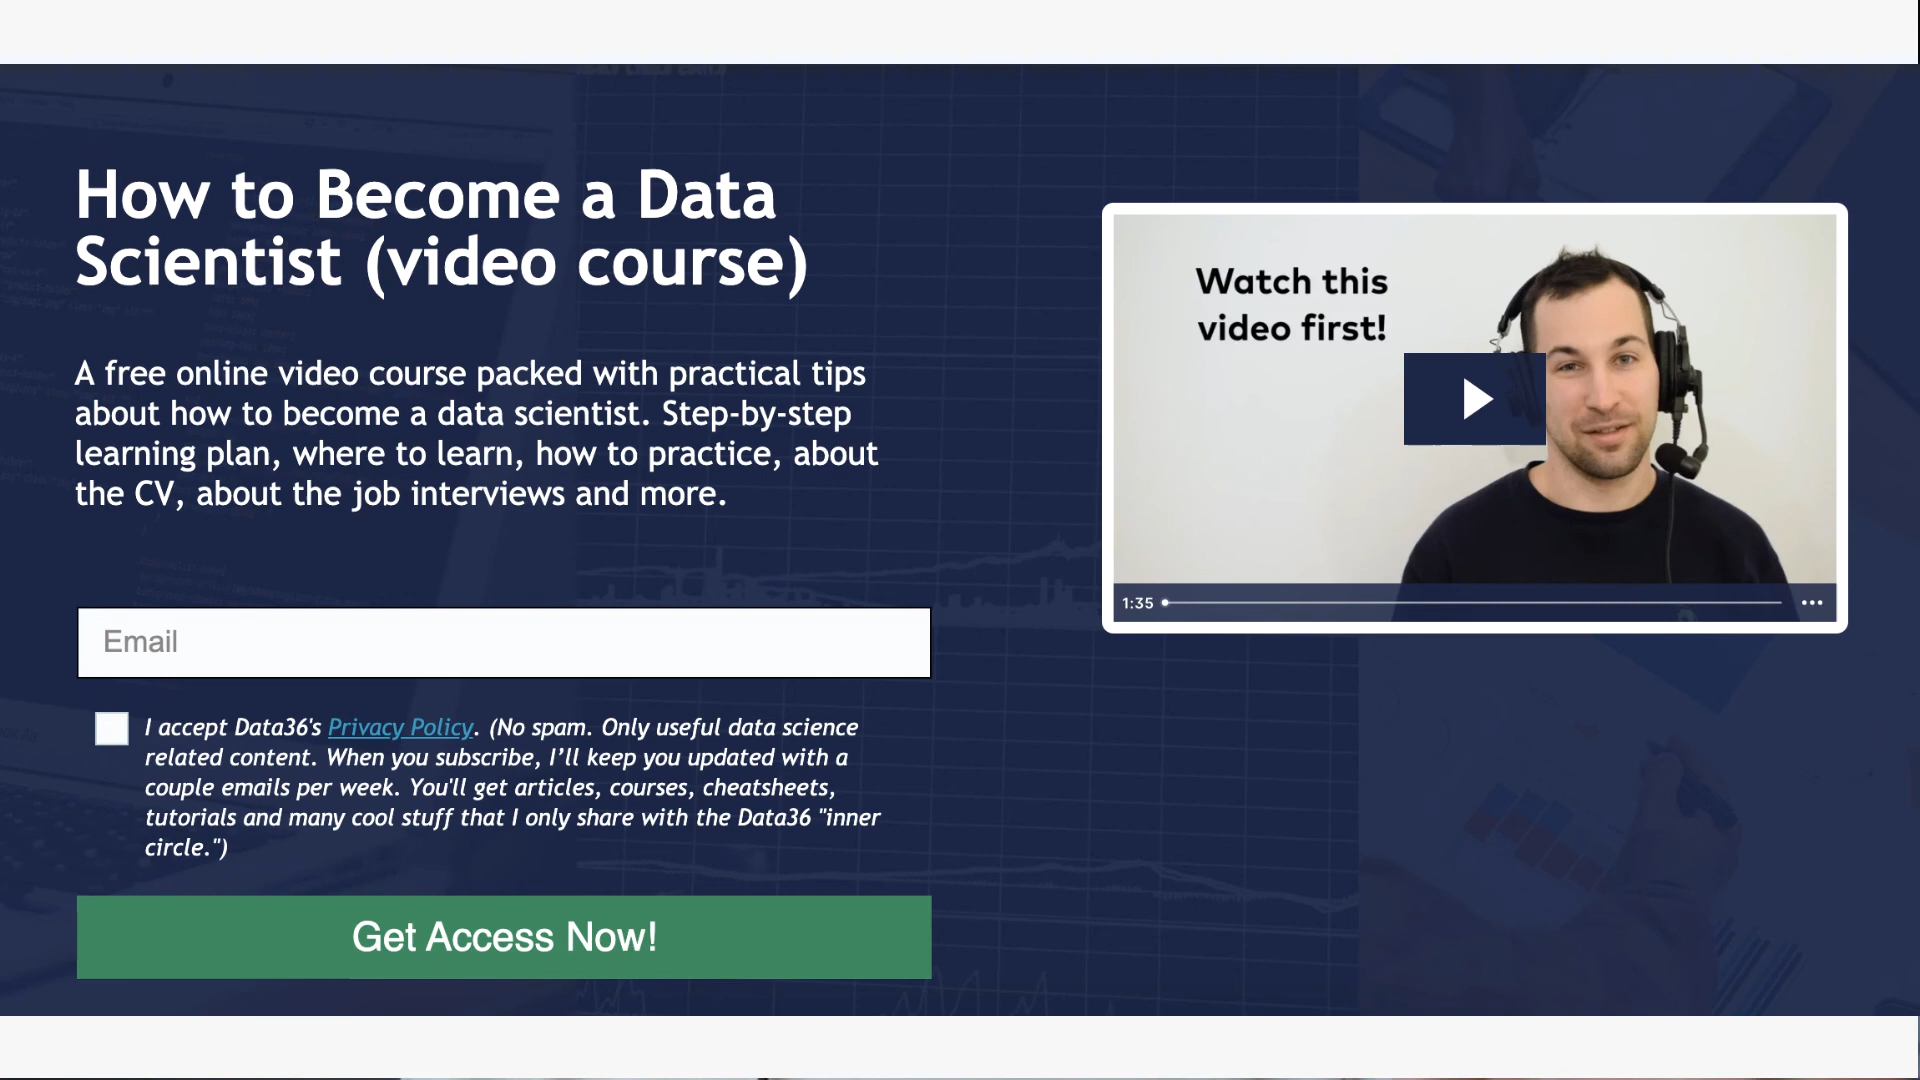 How to Become a Data
Scientist (video course)
A free online video course packed with practical tips
about how to become a data scientist. Step-by-step
learning plan, where to learn, how to practice, about
the CV, about the job interviews and more.
Email
I accept Data36's Privacy Policy. (No spam. Only useful data science
related content. When you subscribe, I’ll keep you updated with a
couple emails per week. You'll get articles, courses, cheatsheets,
tutorials and many cool stuff that I only share with the Data36 "inner
circle.")
Get Access Now!
Watch this
video first!
1:35